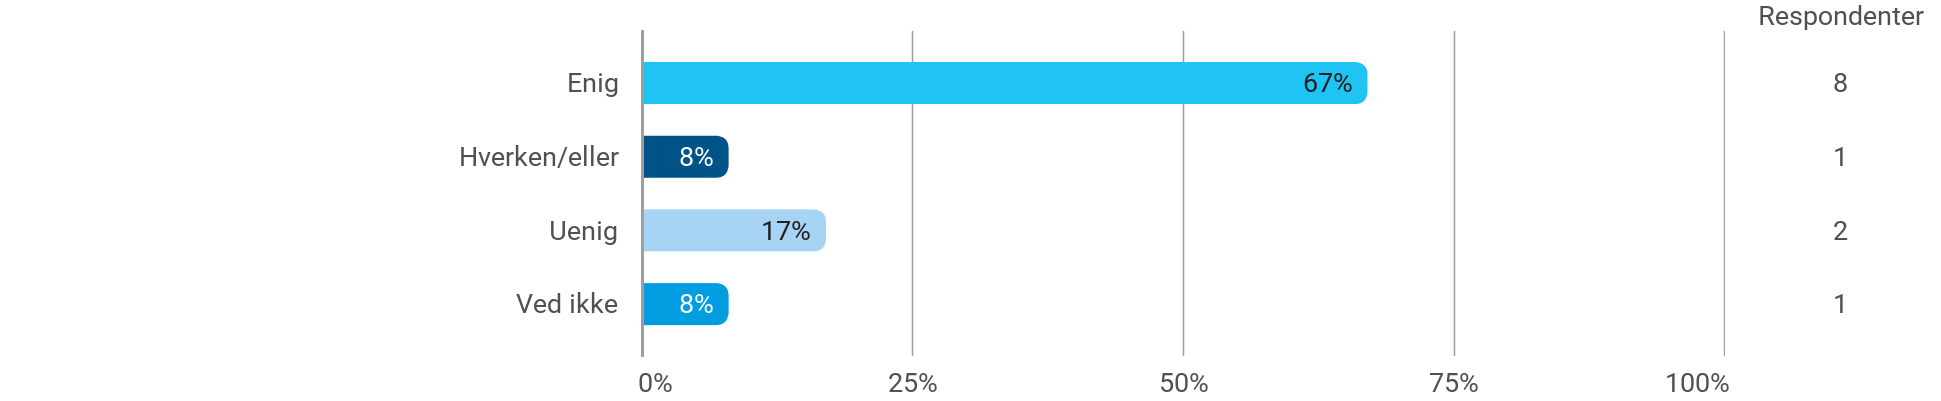 Respondenter
Enig 67% 8
Hverken/eller 8% 1
Uenig 17% 2
Ved ikke 8% 1
0% 25% 50% 75% 100%